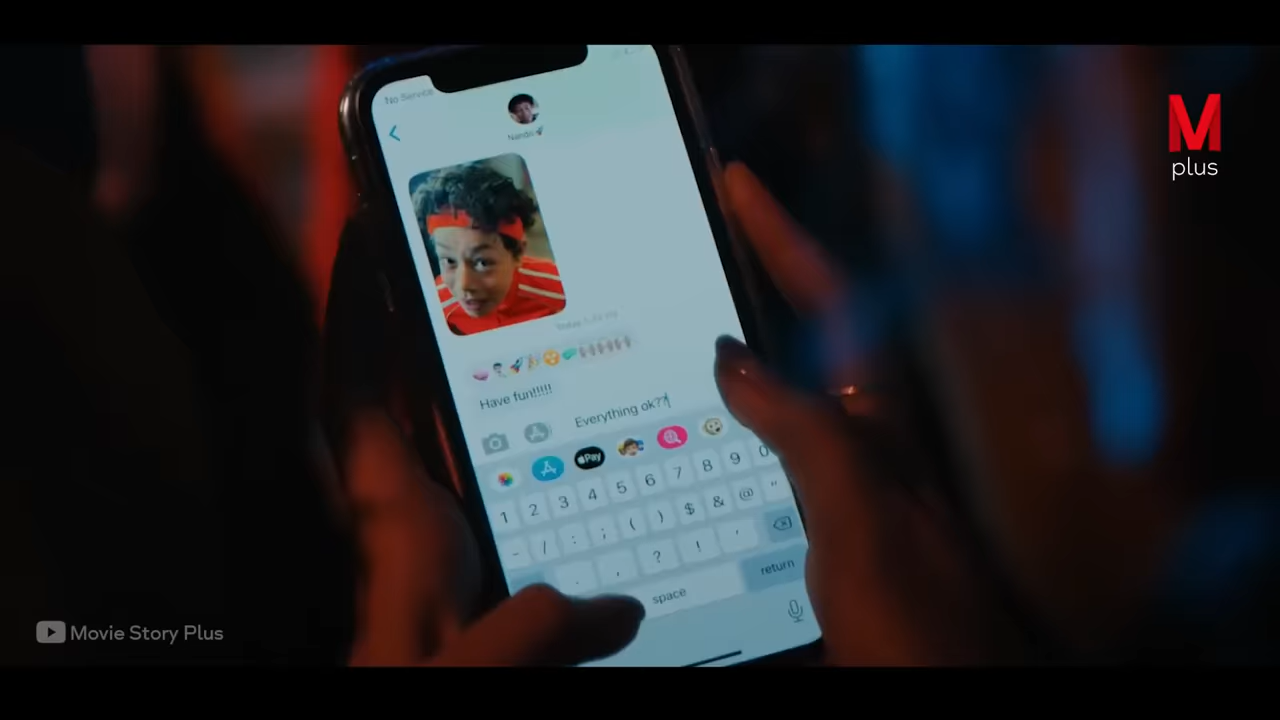 No Service
M
plus
Nando
Have fun!!!!!
Everything ok??
Pay
1 2 3 4 5 6 7 8 9 0
- / : ; ( ) $ & @ "
. , ? ! '
space
return
Movie Story Plus